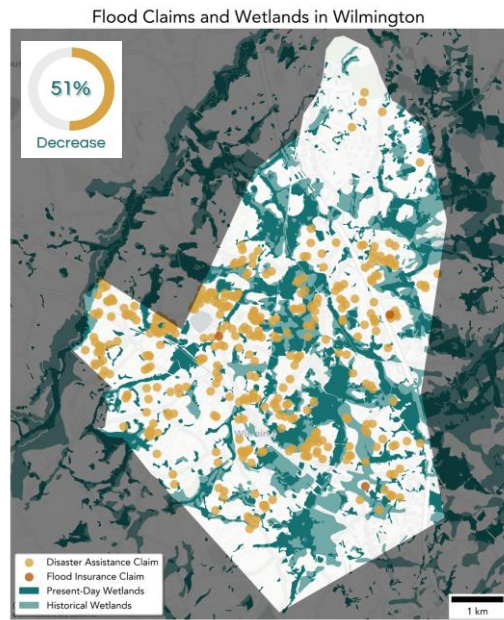 Flood Claims and Wetlands in Wilmington
51%
Decrease
Disaster Assistance Claim
Flood Insurance Claim
Present-Day Wetlands
Historical Wetlands
1 km